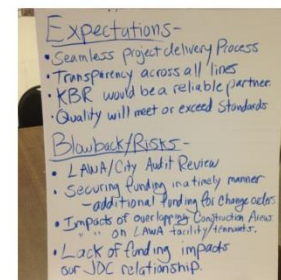 Expectations-
• Seamless project delivery Process
• Transparency across all lines
• KBR would be a reliable partner.
• Quality will meet or exceed Standards
Blowback/Risks-
• LAWA/City Audit Review
• Securing funding in a timely manner
- additional funding for change orders
• Impacts of overlapping Construction Areas
" " on LAWA facility/tennants.
• Lack of funding impacts
our JDC relationship.